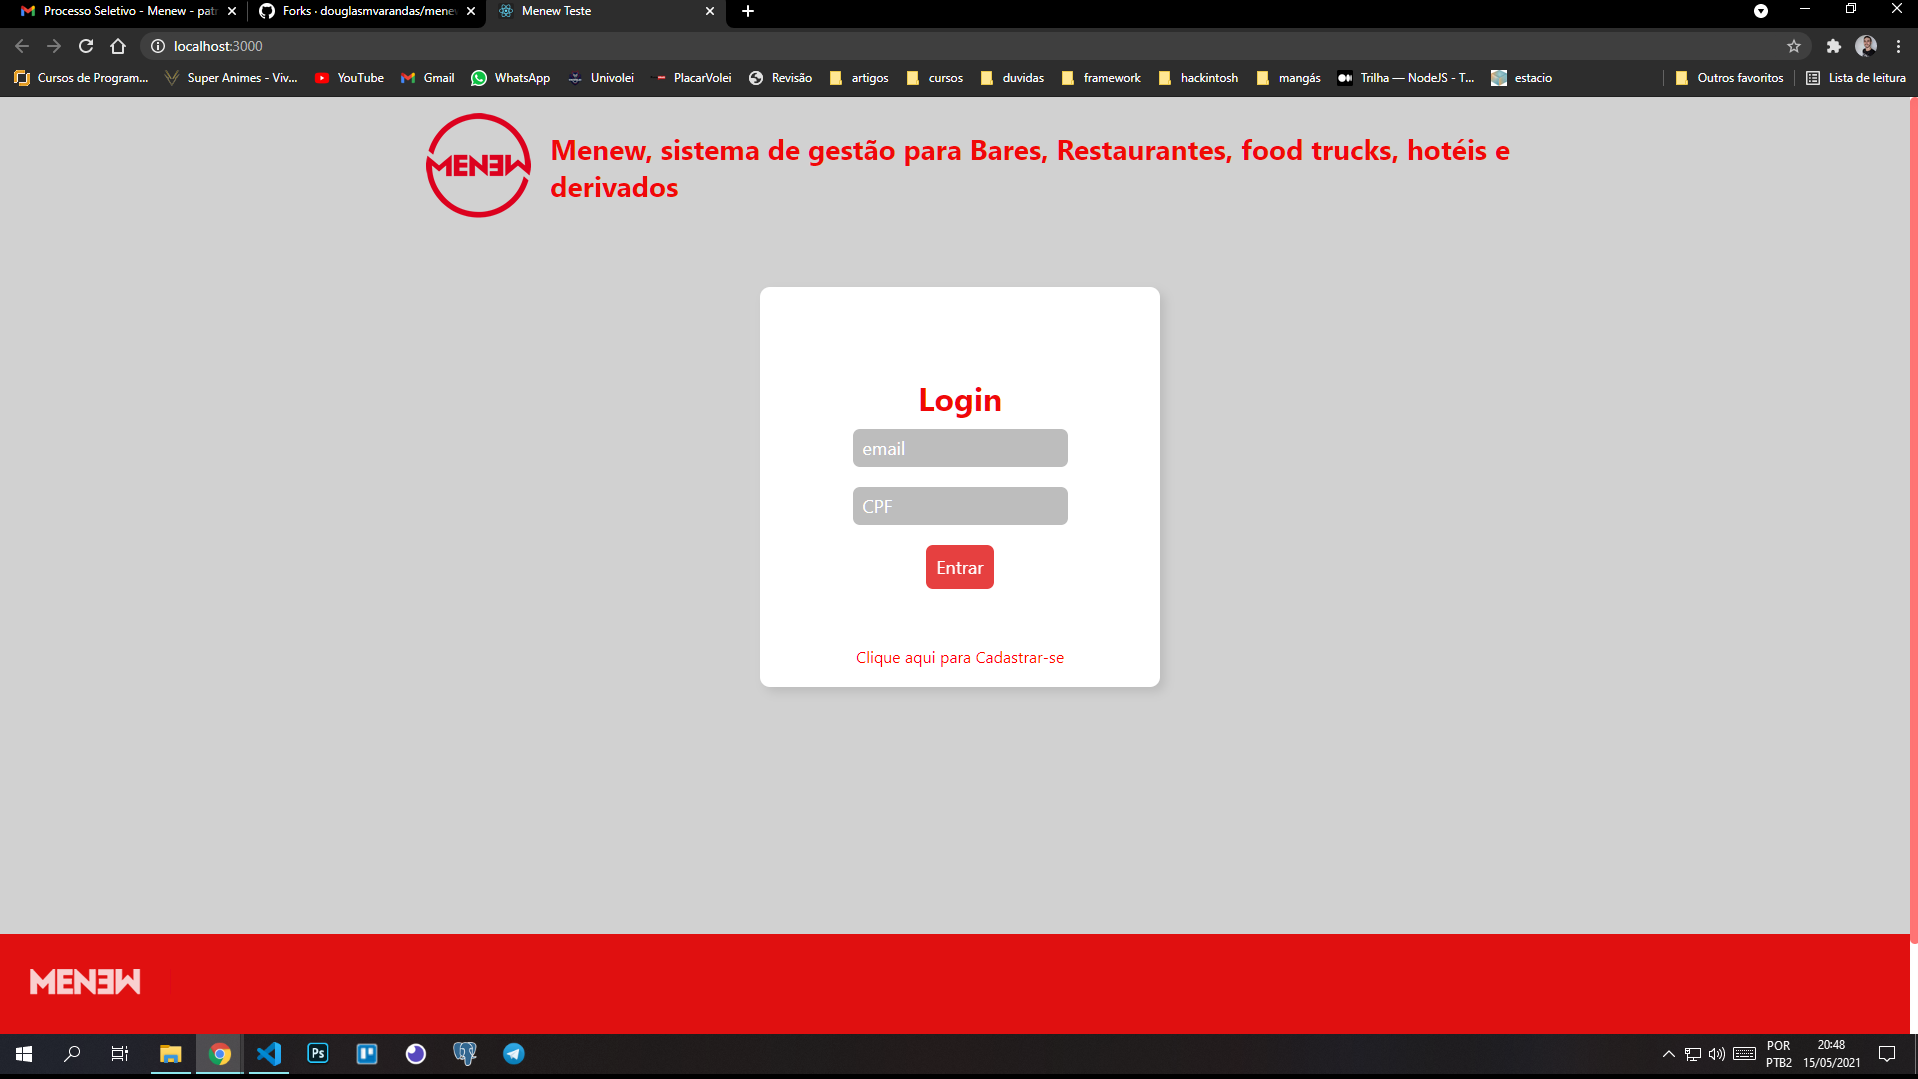 Processo Seletivo - Menew - pat
Forks · douglasmvarandas/mene
Menew Teste
localhost:3000
Cursos de Program...
Super Animes - Viv...
YouTube
Gmail
WhatsApp
Univolei
PlacarVolei
Revisão
artigos
cursos
duvidas
framework
hackintosh
mangás
Trilha — NodeJS - T...
estacio
Outros favoritos
Lista de leitura
MENEW
Menew, sistema de gestão para Bares, Restaurantes, food trucks, hotéis e
derivados
Login
email
CPF
Entrar
Clique aqui para Cadastrar-se
MENEW
Ps
POR
PTB2
20:48
15/05/2021